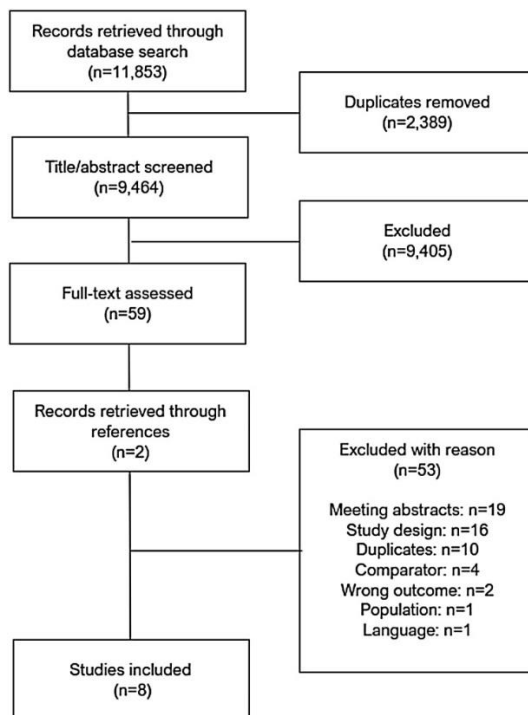 Records retrieved through
database search
(n=11,853)
Duplicates removed
(n=2,389)
Title/abstract screened
(n=9,464)
Excluded
(n=9,405)
Full-text assessed
(n=59)
Records retrieved through
references
(n=2)
Excluded with reason
(n=53)
Meeting abstracts: n=19
Study design: n=16
Duplicates: n=10
Comparator: n=4
Wrong outcome: n=2
Population: n=1
Language: n=1
Studies included
(n=8)